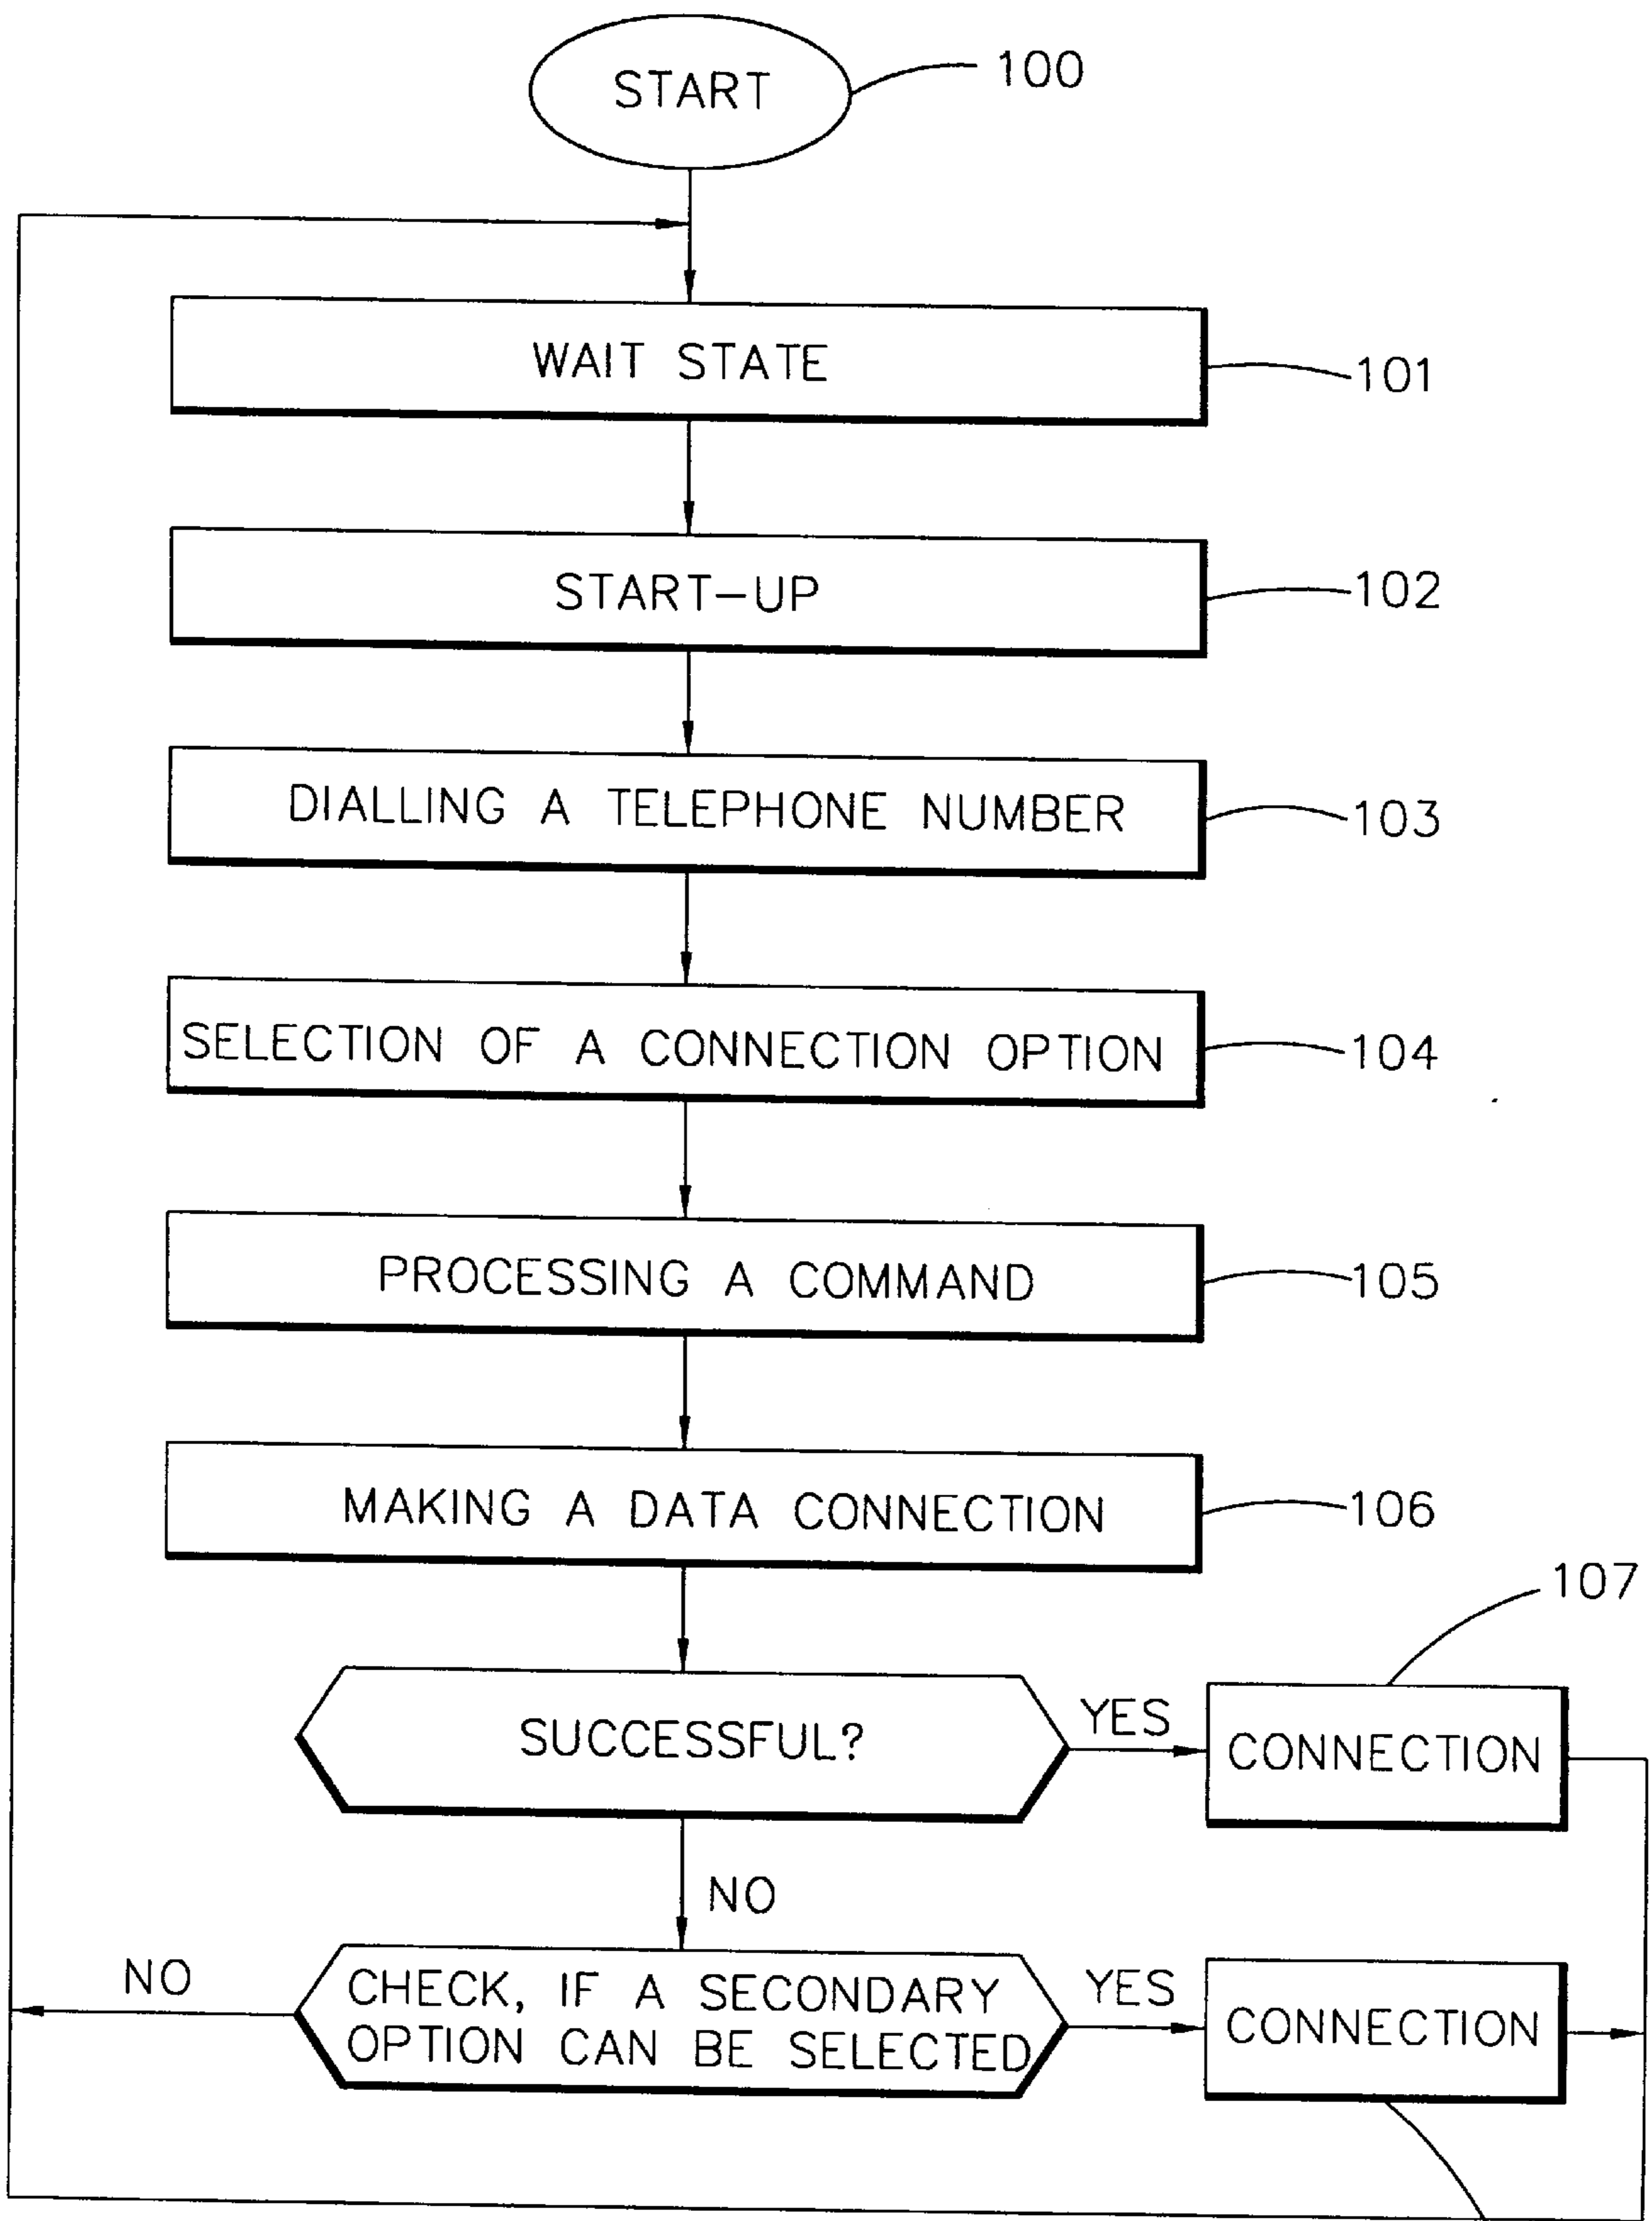 START
100
WAIT STATE
101
START-UP
102
DIALLING A TELEPHONE NUMBER
103
SELECTION OF A CONNECTION OPTION
104
PROCESSING A COMMAND
105
MAKING A DATA CONNECTION
106
107
SUCCESSFUL?
YES
CONNECTION
NO
NO
CHECK, IF A SECONDARY
OPTION CAN BE SELECTED
YES
CONNECTION